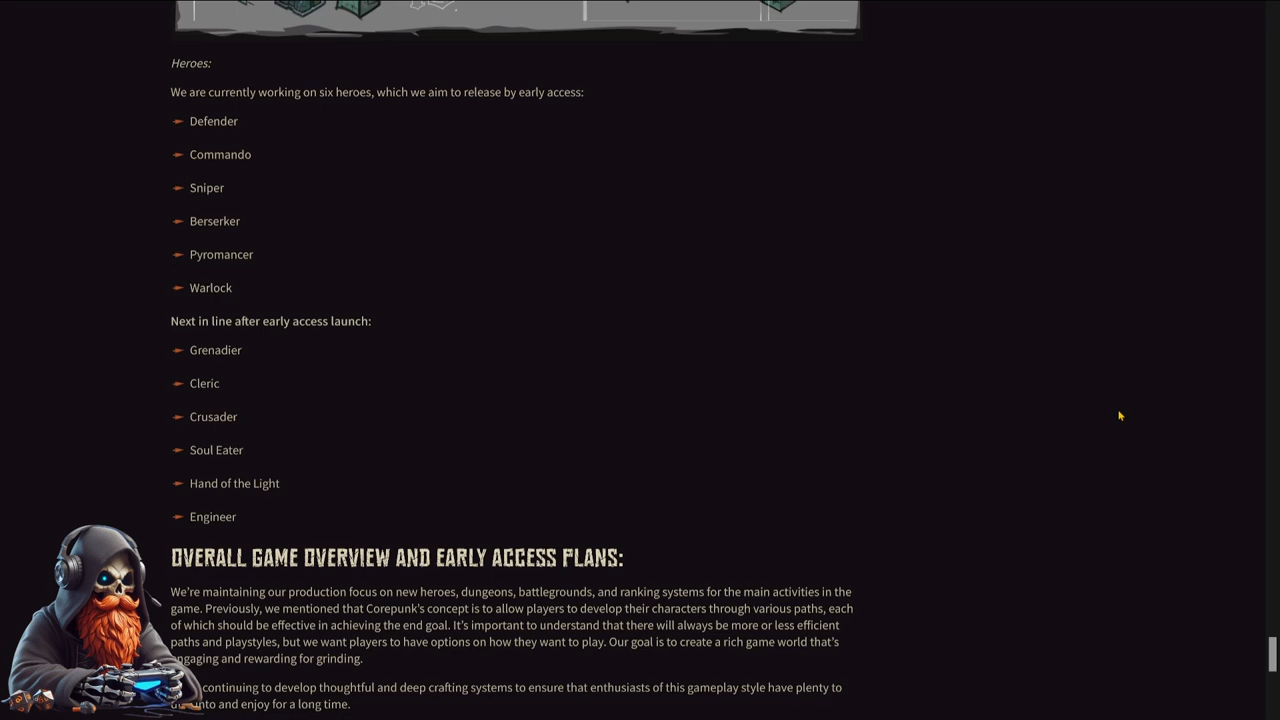 Heroes:
We are currently working on six heroes, which we aim to release by early access:
Defender
Commando
Sniper
Berserker
Pyromancer
Warlock
Next in line after early access launch:
Grenadier
Cleric
Crusader
Soul Eater
Hand of the Light
Engineer
OVERALL GAME OVERVIEW AND EARLY ACCESS PLANS:
We're maintaining our production focus on new heroes, dungeons, battlegrounds, and ranking systems for the main activities in the
game. Previously, we mentioned that Corepunk's concept is to allow players to develop their characters through various paths, each
of which should be effective in achieving the end goal. It's important to understand that there will always be more or less efficient
paths and playstyles, but we want players to have options on how they want to play. Our goal is to create a rich game world that's
engaging and rewarding for grinding.
continuing to develop thoughtful and deep crafting systems to ensure that enthusiasts of this gameplay style have plenty to
into and enjoy for a long time.